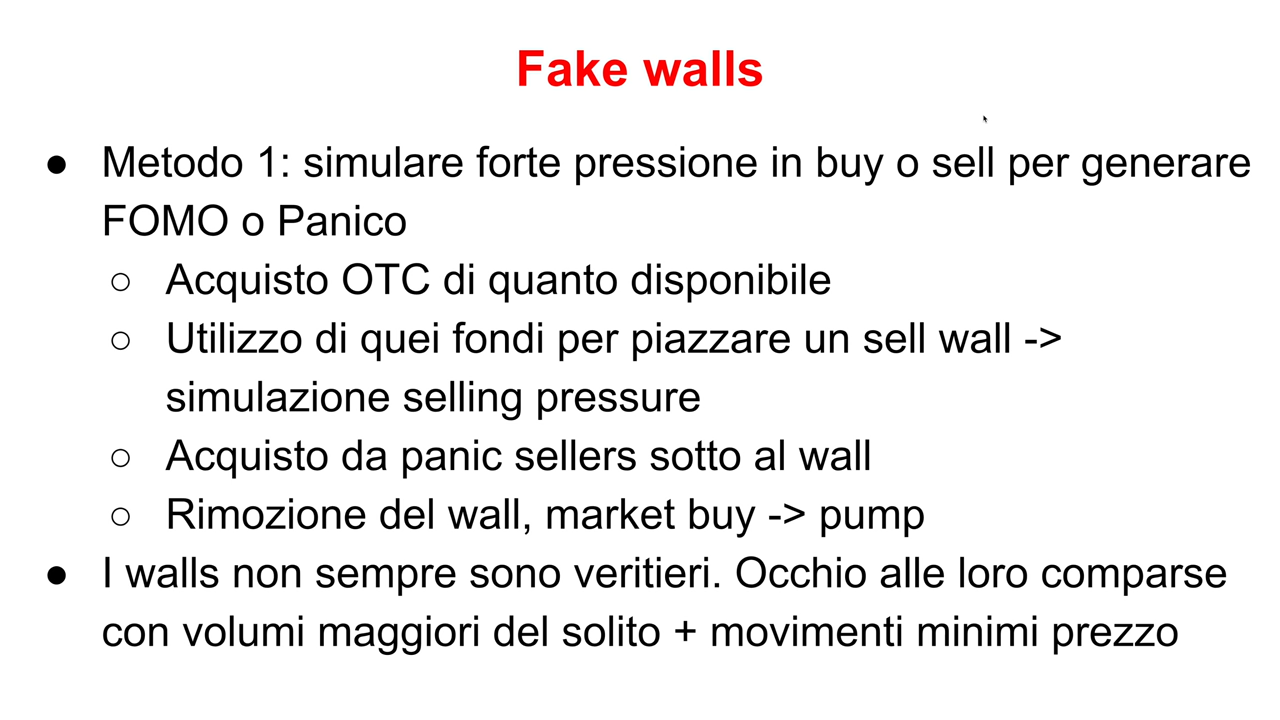 Fake walls
● Metodo 1: simulare forte pressione in buy o sell per generare
FOMO o Panico
○ Acquisto OTC di quanto disponibile
○ Utilizzo di quei fondi per piazzare un sell wall ->
simulazione selling pressure
○ Acquisto da panic sellers sotto al wall
○ Rimozione del wall, market buy -> pump
● I walls non sempre sono veritieri. Occhio alle loro comparse
con volumi maggiori del solito + movimenti minimi prezzo